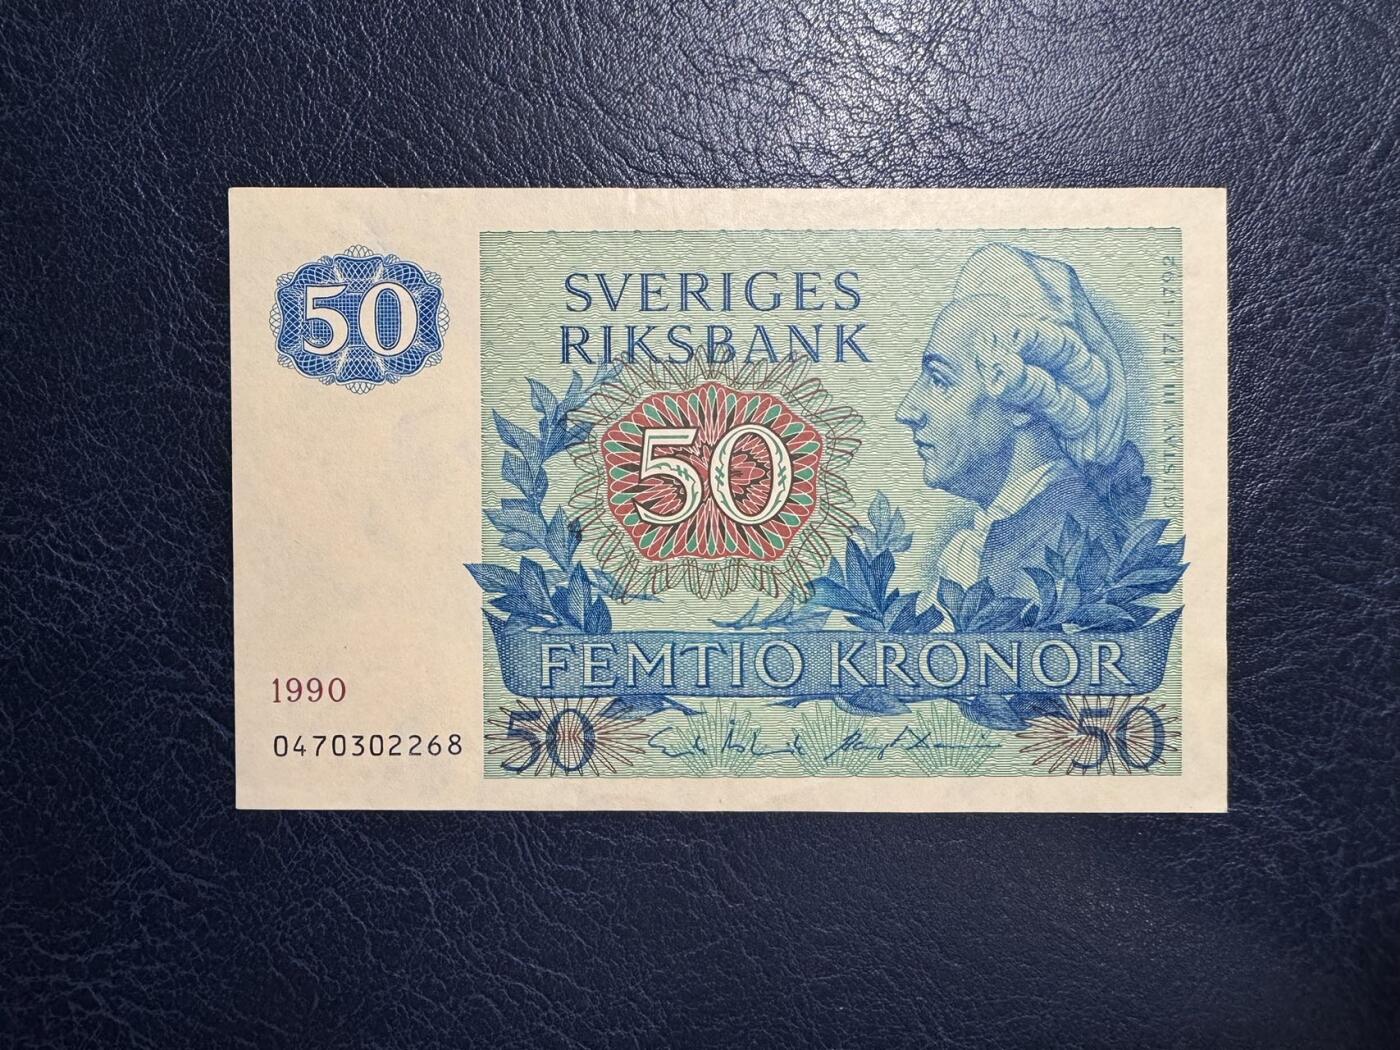 50
SVERIGES
RIKSBANK
50
GUSTAV III 1771-1792
FEMTIO KRONOR
1990
0470302268
50
50